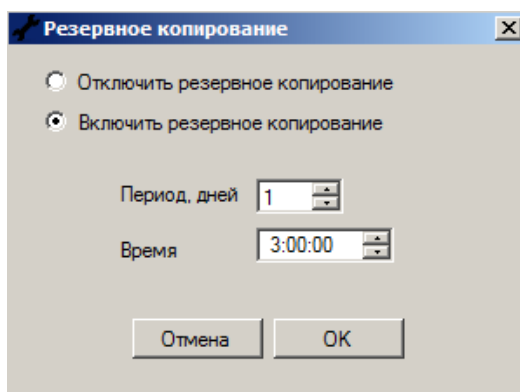 Резервное копирование
Отключить резервное копирование
Включить резервное копирование
Период, дней 1
Время 3:00:00
Отмена OK